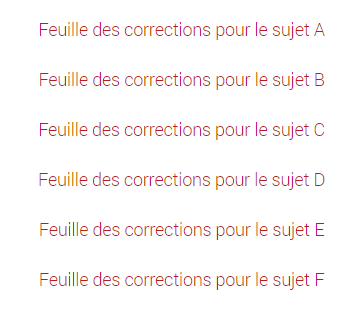 Feuille des corrections pour le sujet A
Feuille des corrections pour le sujet B
Feuille des corrections pour le sujet C
Feuille des corrections pour le sujet D
Feuille des corrections pour le sujet E
Feuille des corrections pour le sujet F